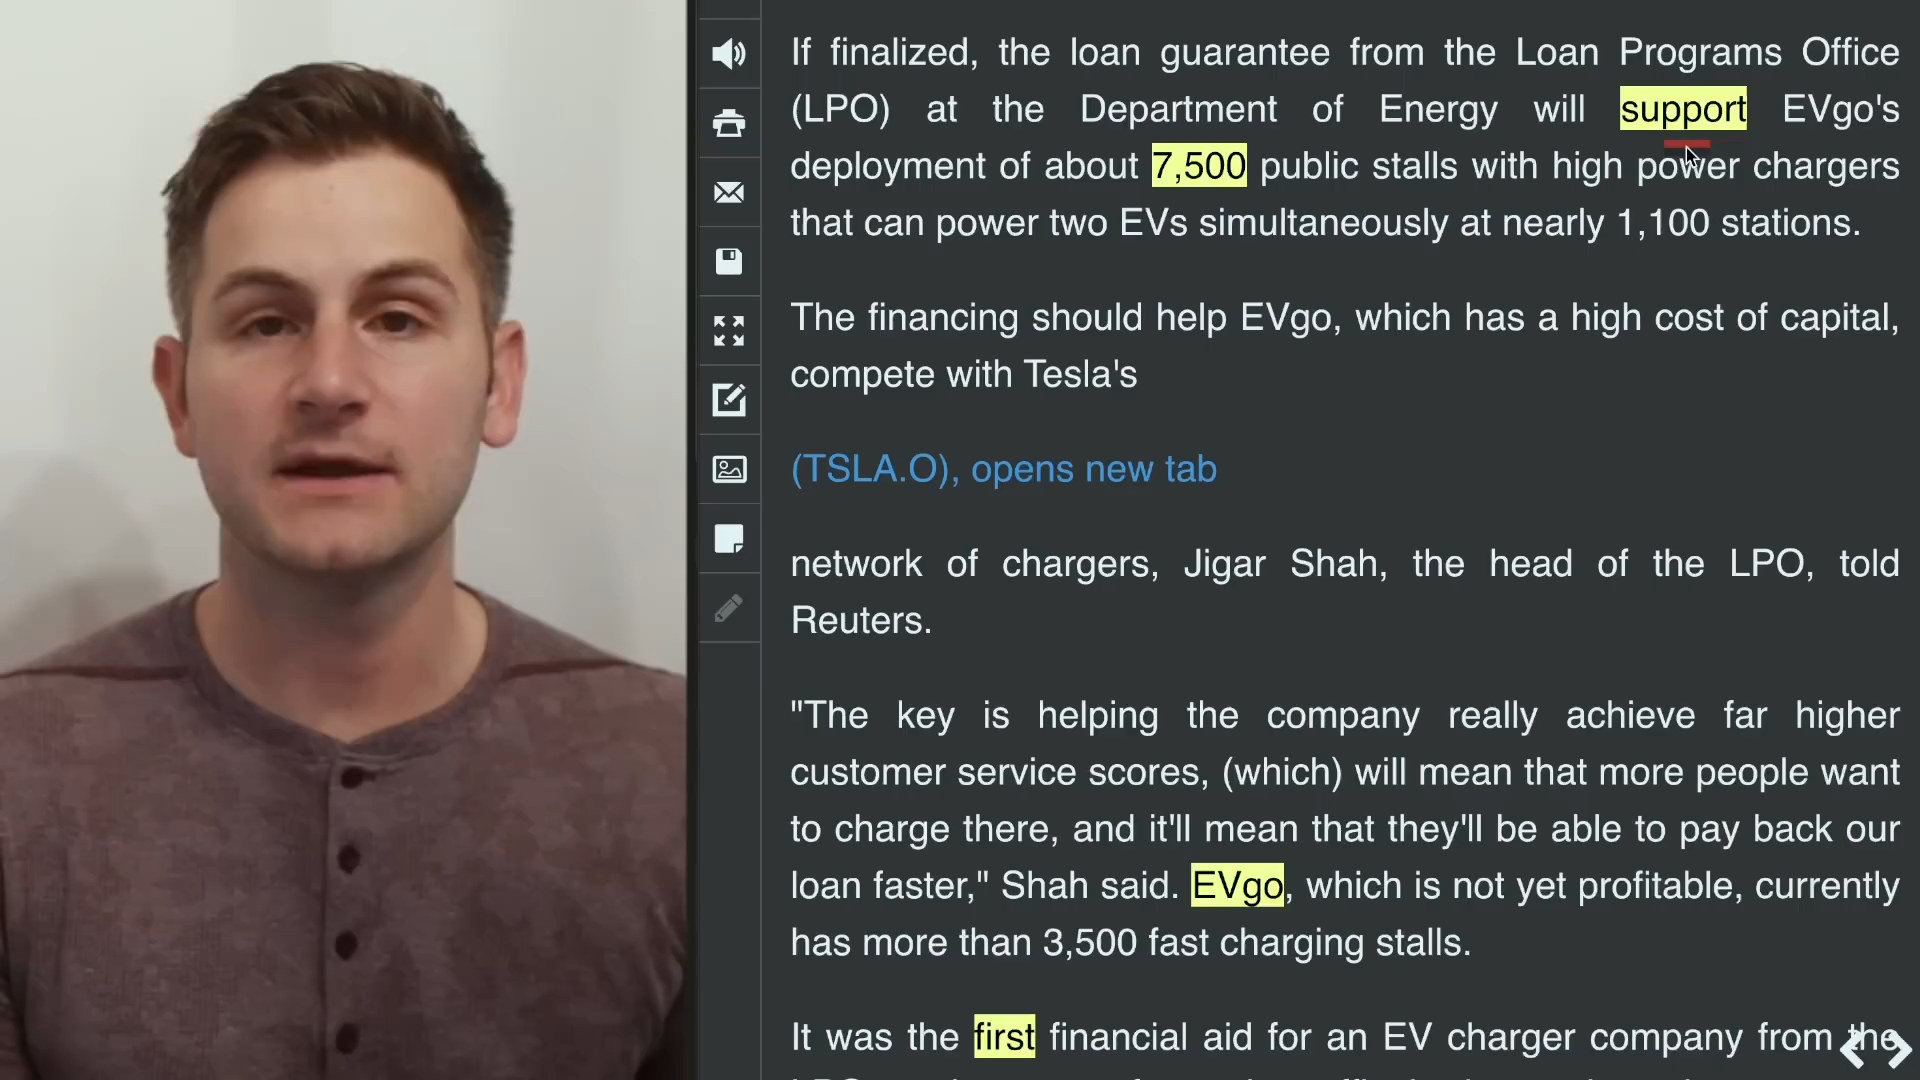 If finalized, the loan guarantee from the Loan Programs Office
(LPO) at the Department of Energy will support EVgo's
deployment of about 7,500 public stalls with high power chargers
that can power two EVs simultaneously at nearly 1,100 stations.
The financing should help EVgo, which has a high cost of capital,
compete with Tesla's
(TSLA.O), opens new tab
network of chargers, Jigar Shah, the head of the LPO, told
Reuters.
"The key is helping the company really achieve far higher
customer service scores, (which) will mean that more people want
to charge there, and it'll mean that they'll be able to pay back our
loan faster," Shah said. EVgo, which is not yet profitable, currently
has more than 3,500 fast charging stalls.
It was the first financial aid for an EV charger company from the